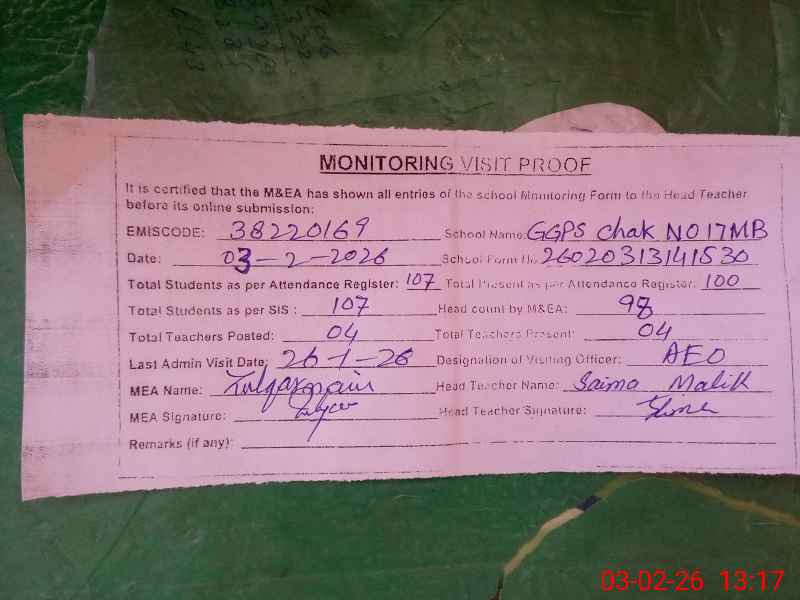 MONITORING VISIT PROOF
It is certified that the M&EA has shown all entries of the school Monitoring Form to the Head Teacher
before its online submission:
EMISCODE: 38220169 School Name GGPS Chak NO 17MB
Date: 03-2-2026 School Form No 26020313141530
Total Students as per Attendance Register: 107 Total Present as per Attendance Register: 100
Total Students as per SIS : 107 Head count by M&EA: 98
Total Teachers Posted: 04 Total Teachers Present: 04
Last Admin Visit Date: 26-1-26 Designation of Visiting Officer: AEO
MEA Name: Head Teacher Name: Saima Malik
MEA Signature: Head Teacher Signature:
Remarks (if any):
03-02-26 13:17